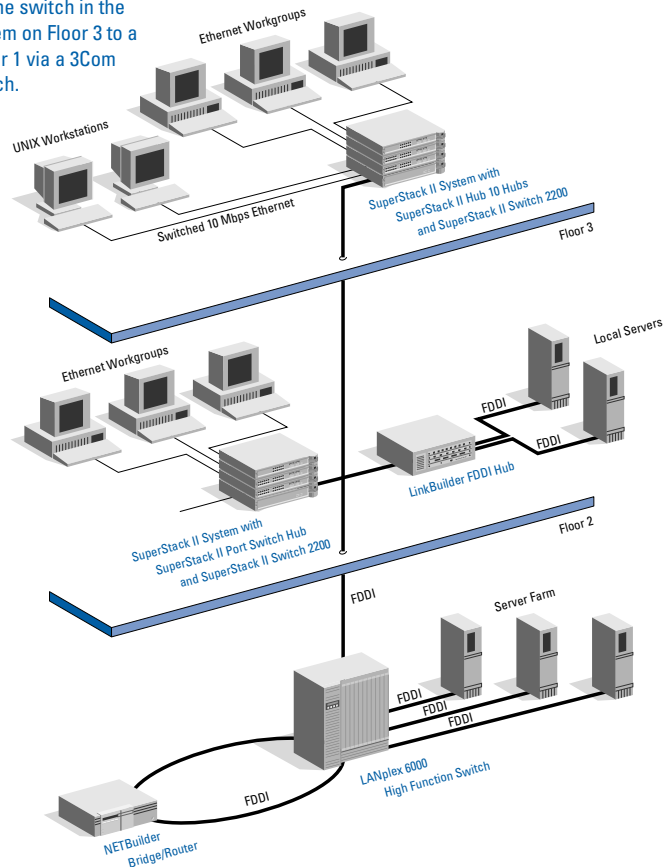 he switch in the
em on Floor 3 to a
r 1 via a 3Com
ch.
Ethernet Workgroups
UNIX Workstations
Switched 10 Mbps Ethernet
SuperStack II System with
SuperStack II Hub 10 Hubs
and SuperStack II Switch 2200
Floor 3
Ethernet Workgroups
Local Servers
FDDI
FDDI
LinkBuilder FDDI Hub
SuperStack II System with
SuperStack II Port Switch Hub
and SuperStack II Switch 2200
Floor 2
FDDI
Server Farm
FDDI
FDDI
FDDI
LANplex 6000
High Function Switch
FDDI
NETBuilder
Bridge/Router